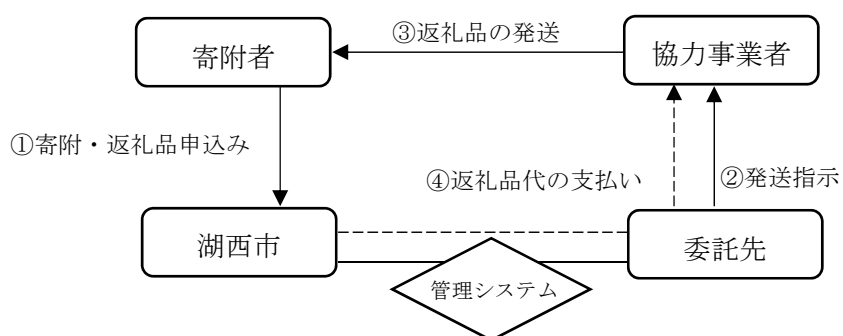 ③返礼品の発送
寄附者
協力事業者
①寄附・返礼品申込み
④返礼品代の支払い
②発送指示
湖西市
委託先
管理システム